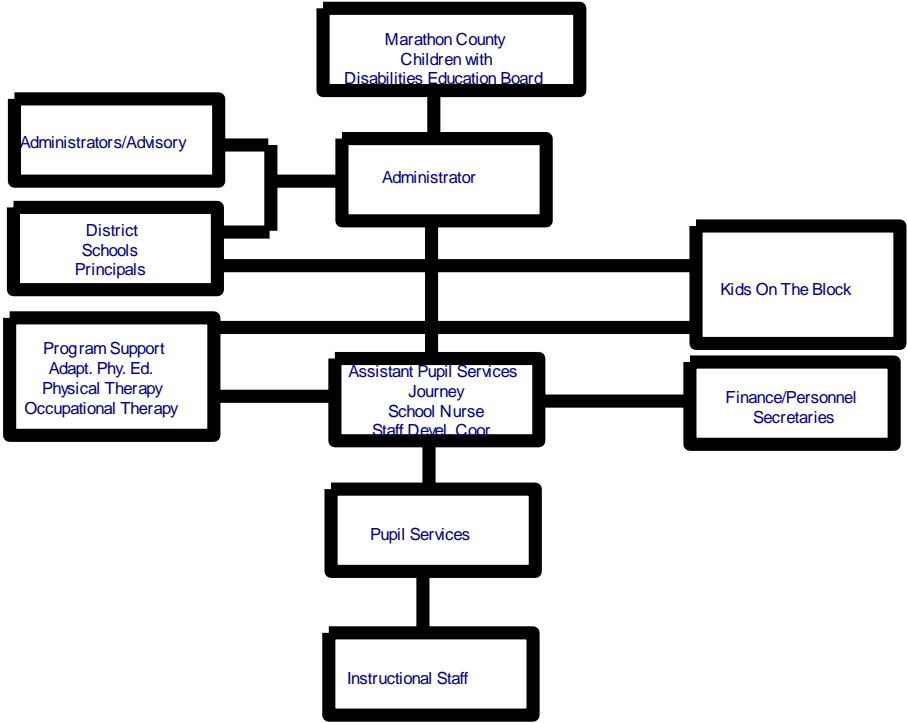 Marathon County
Children with
Disabilities Education Board
Administrators/Advisory
Administrator
District
Schools
Principals
Kids On The Block
Program Support
Adapt. Phy. Ed.
Physical Therapy
Occupational Therapy
Assistant Pupil Services
Journey
School Nurse
Staff Devel. Coor.
Finance/Personnel
Secretaries
Pupil Services
Instructional Staff